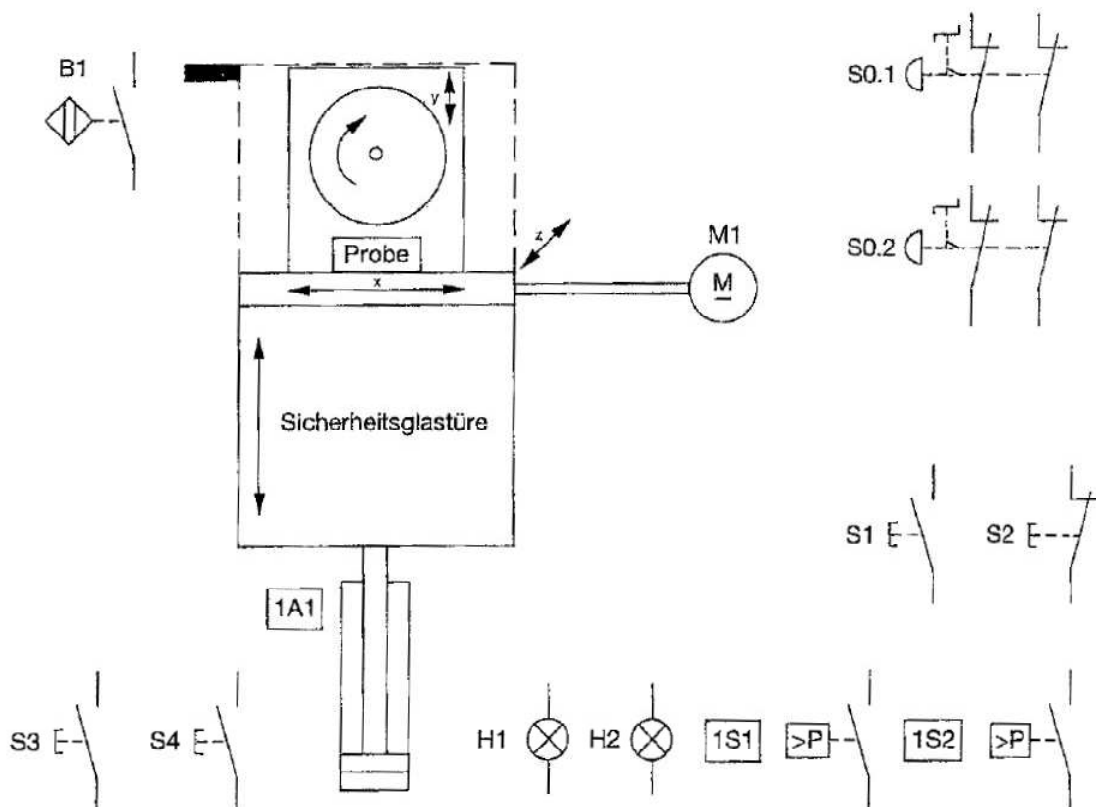 B1
y
S0.1
Probe
x
z
M1
M
S0.2
Sicherheitsglastüre
S1
S2
1A1
S3
S4
H1
H2
1S1
>P
1S2
>P